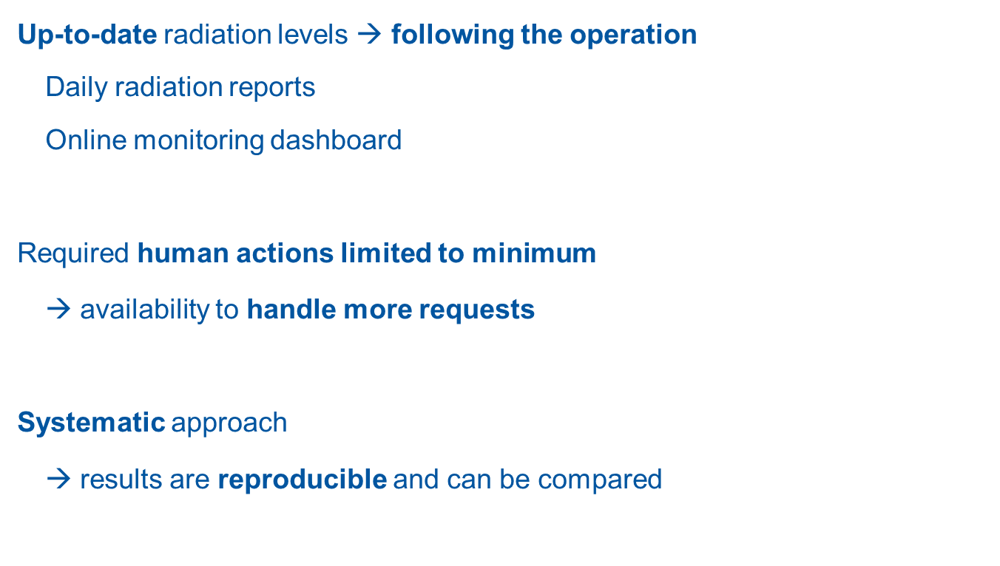 Up-to-date radiation levels → following the operation
Daily radiation reports
Online monitoring dashboard
Required human actions limited to minimum
→ availability to handle more requests
Systematic approach
→ results are reproducible and can be compared